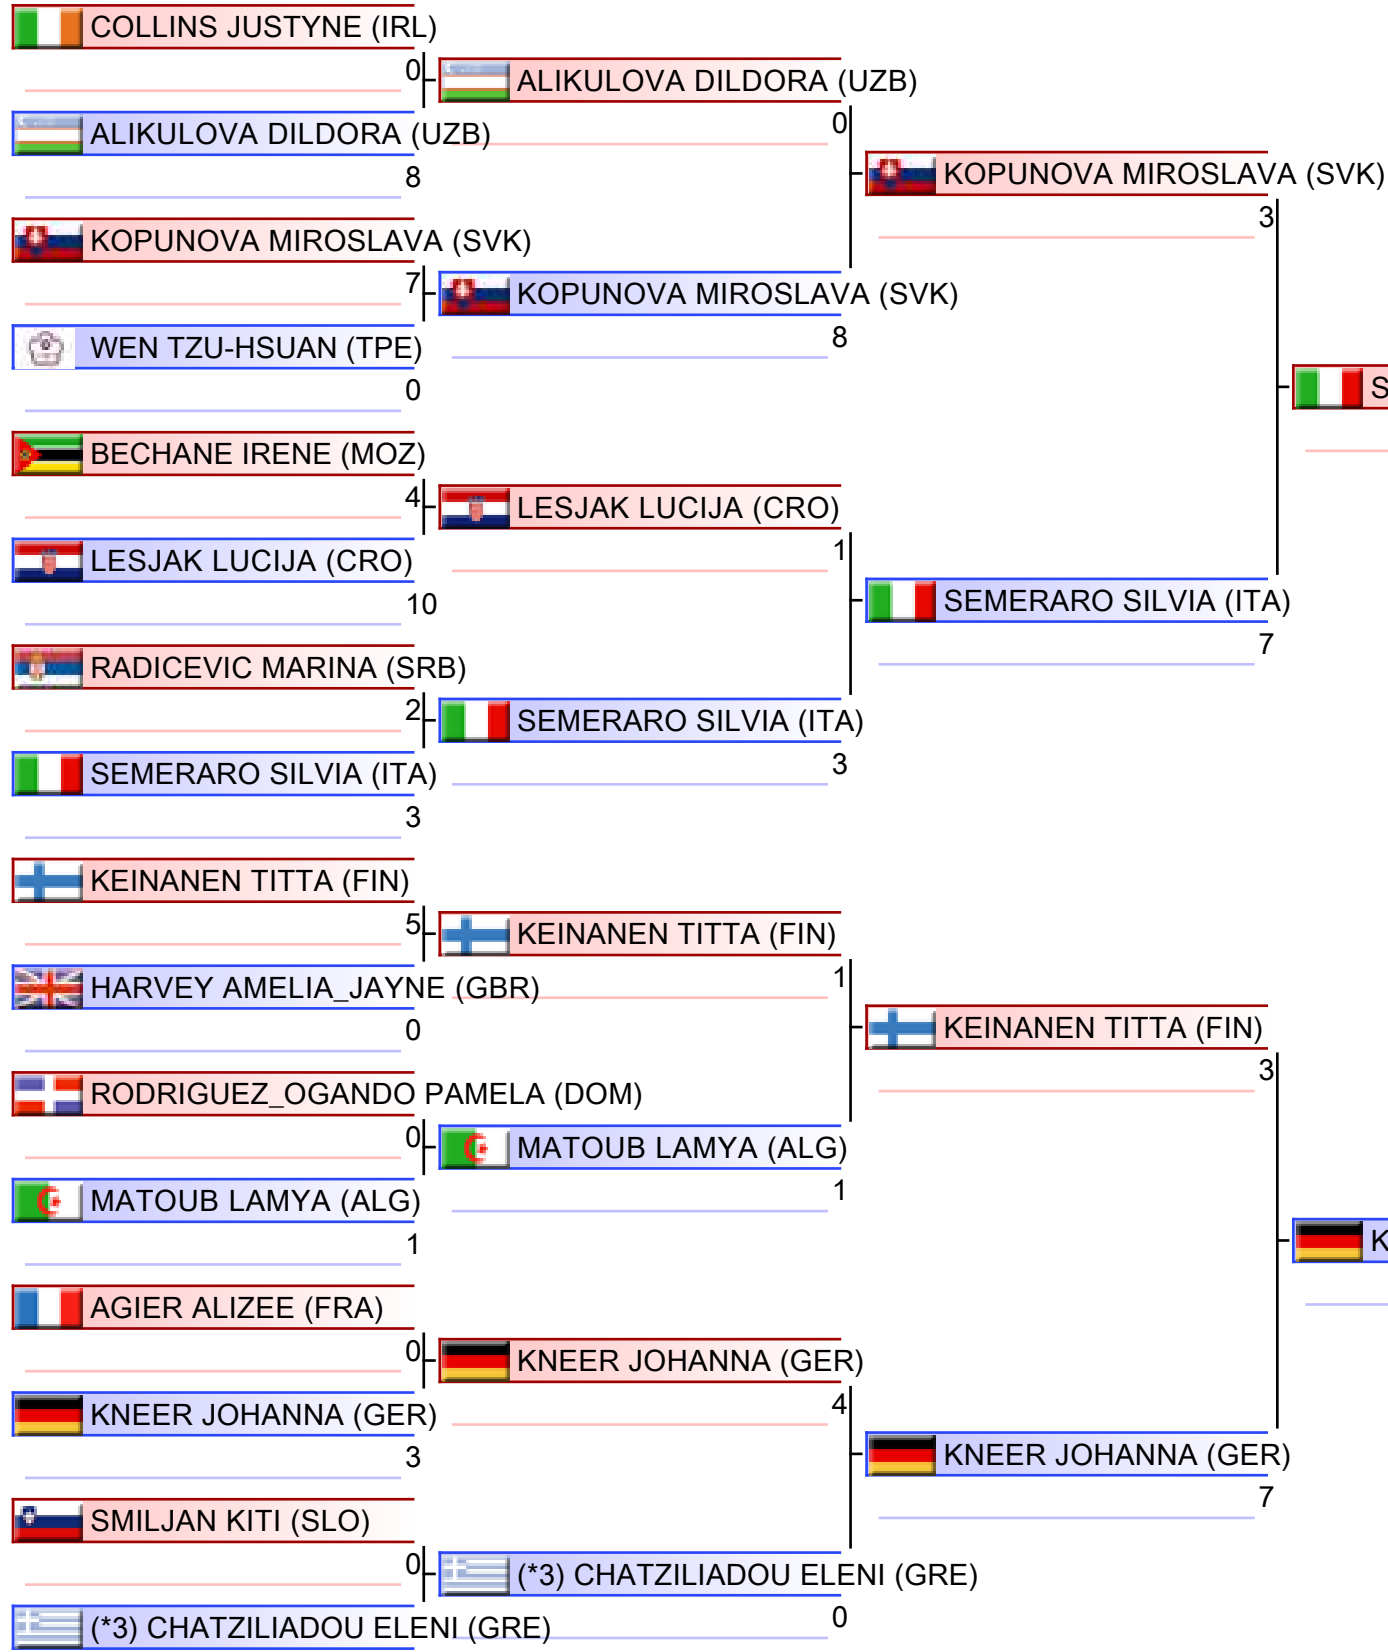 COLLINS JUSTYNE (IRL)
0
ALIKULOVA DILDORA (UZB)
8
KOPUNOVA MIROSLAVA (SVK)
7
WEN TZU-HSUAN (TPE)
0
BECHANE IRENE (MOZ)
4
LESJAK LUCIJA (CRO)
10
RADICEVIC MARINA (SRB)
2
SEMERARO SILVIA (ITA)
3
KEINANEN TITTA (FIN)
5
HARVEY AMELIA_JAYNE (GBR)
0
RODRIGUEZ_OGANDO PAMELA (DOM)
0
MATOUB LAMYA (ALG)
1
AGIER ALIZEE (FRA)
0
KNEER JOHANNA (GER)
3
SMILJAN KITI (SLO)
0
(*3) CHATZILIADOU ELENI (GRE)
ALIKULOVA DILDORA (UZB)
0
KOPUNOVA MIROSLAVA (SVK)
8
LESJAK LUCIJA (CRO)
1
SEMERARO SILVIA (ITA)
3
KEINANEN TITTA (FIN)
1
MATOUB LAMYA (ALG)
1
KNEER JOHANNA (GER)
4
(*3) CHATZILIADOU ELENI (GRE)
0
KOPUNOVA MIROSLAVA (SVK)
3
SEMERARO SILVIA (ITA)
7
KEINANEN TITTA (FIN)
3
KNEER JOHANNA (GER)
7
S
K